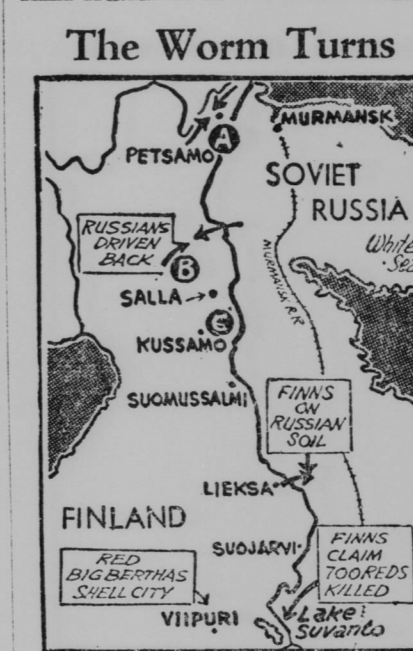 The Worm Turns
MURMANSK
A
PETSAMO
SOVIET
RUSSIA
RUSSIANS
DRIVEN
BACK
White
Sea
B
MURMANSK R.R.
SALLA
C
KUSSAMO
SUOMUSSALMI
FINNS
ON
RUSSIAN
SOIL
LIEKSA
FINLAND
SUOJARVI
FINNS
CLAIM
700 REDS
KILLED
RED
BIG BERTHAS
SHELL CITY
VIIPURI
Lake
Suvanto